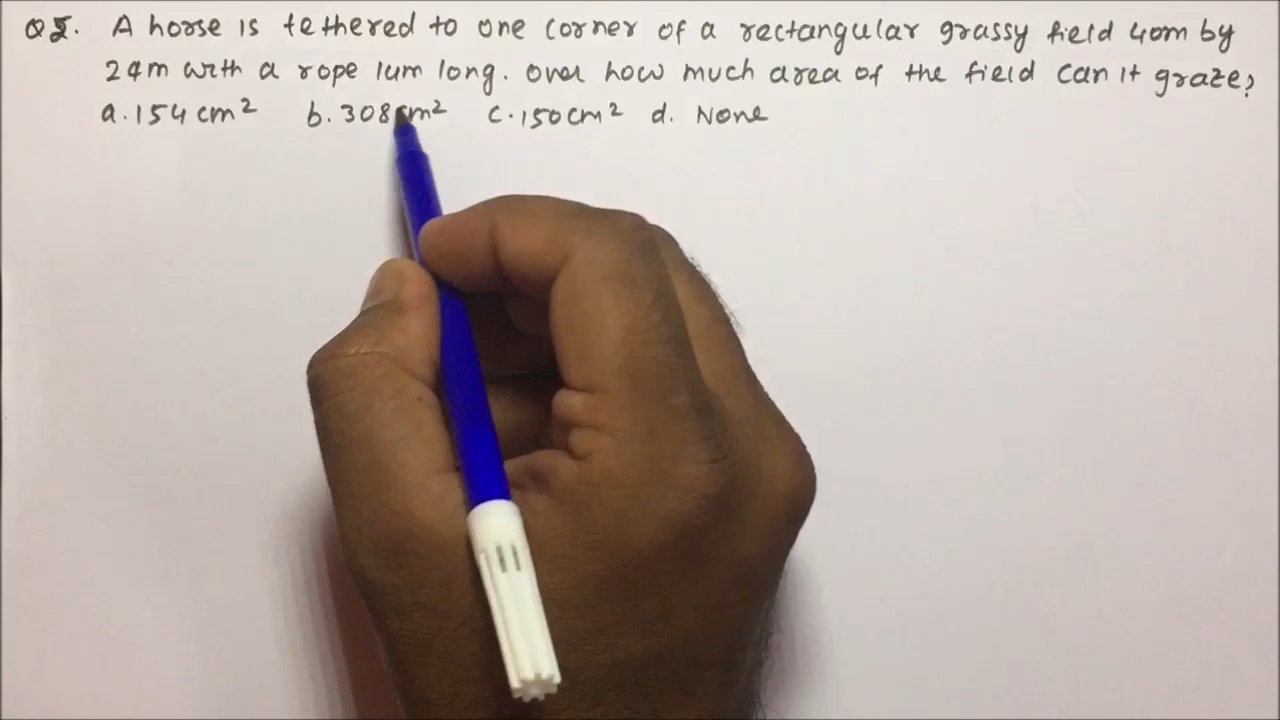 Q5. A horse is tethered to one corner of a rectangular grassy field 40m by
24m with a rope 14m long. Over how much area of the field can it graze?
a. 154 cm² b. 308 cm² c. 150 cm² d. None